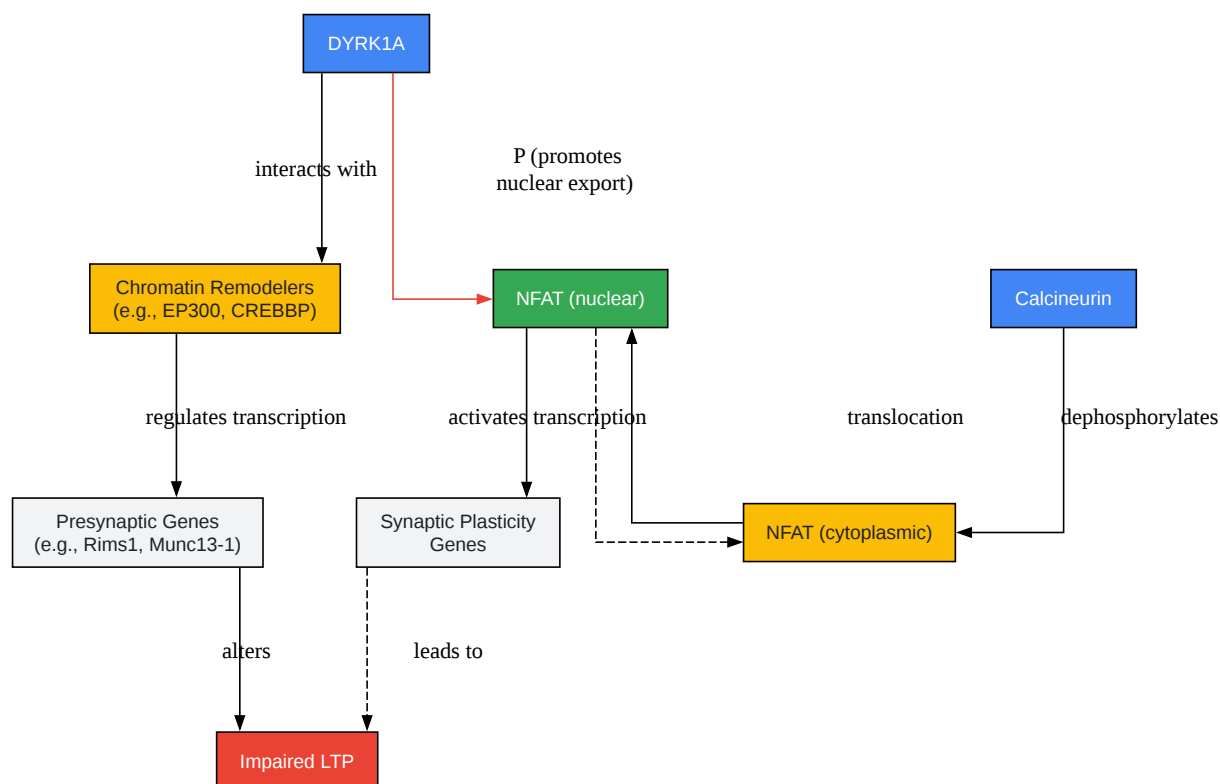 DYRK1A
interacts with
P (promotes
nuclear export)
Chromatin Remodelers
(e.g., EP300, CREBBP)
NFAT (nuclear)
Calcineurin
regulates transcription
activates transcription
translocation
dephosphorylates
Presynaptic Genes
(e.g., Rims1, Munc13-1)
Synaptic Plasticity
Genes
NFAT (cytoplasmic)
alters
leads to
Impaired LTP